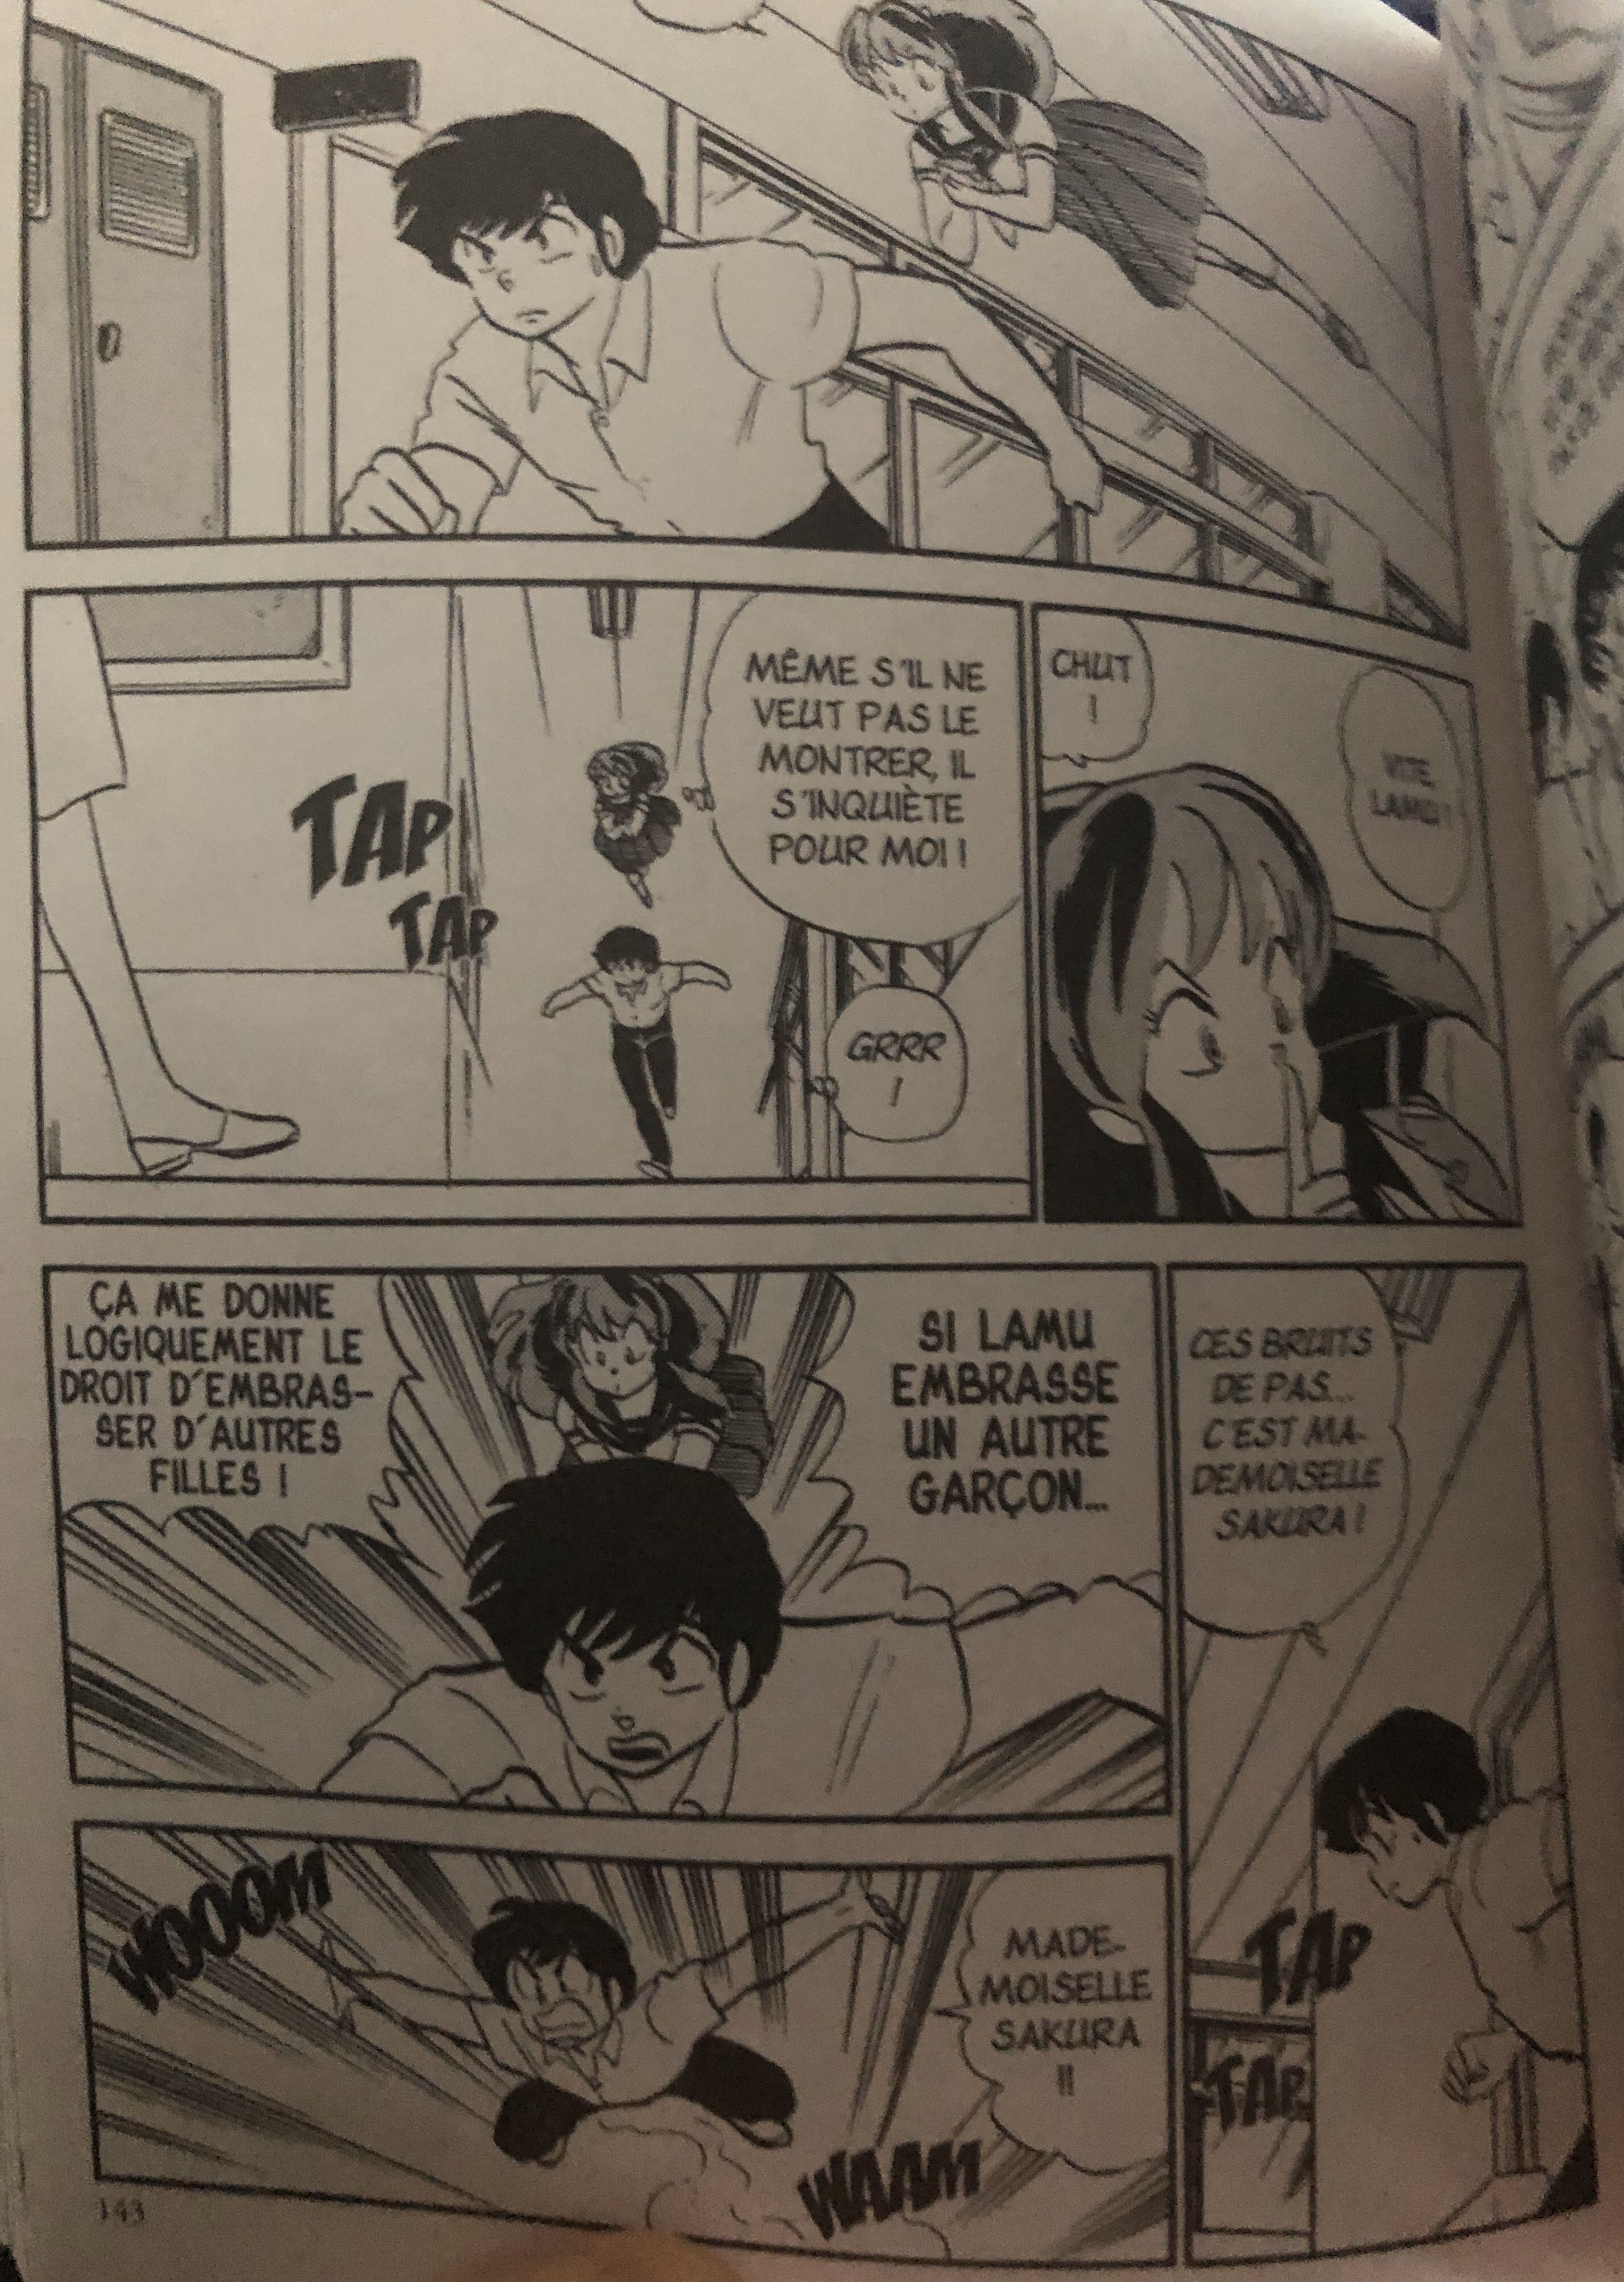 VITE,
LAMU !
CHUT
!
MÊME S'IL NE
VEUT PAS LE
MONTRER, IL
S'INQUIÈTE
POUR MOI !
GRRR
!
TAP
TAP
CES BRUITS
DE PAS...
C'EST MA-
DEMOISELLE
SAKURA !
TAP
TAP
SI LAMU
EMBRASSE
UN AUTRE
GARÇON...
ÇA ME DONNE
LOGIQUEMENT LE
DROIT D'EMBRAS-
SER D'AUTRES
FILLES !
MADE-
MOISELLE
SAKURA
!!
WOOOM
WAAM
143